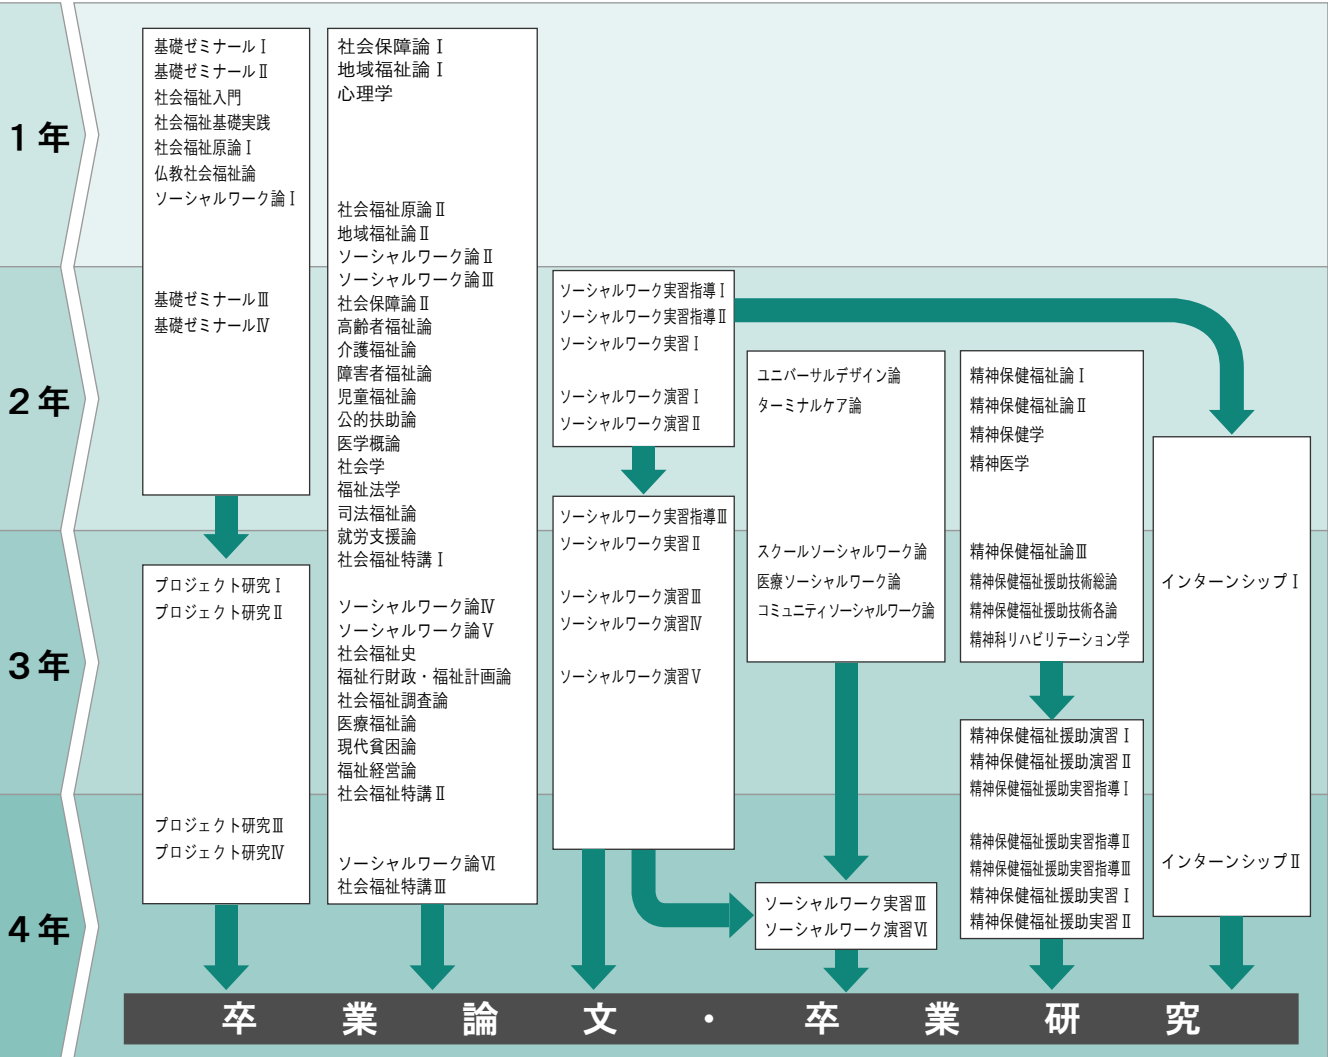 1年
基礎ゼミナールⅠ
基礎ゼミナールⅡ
社会福祉入門
社会福祉基礎実践
社会福祉原論Ⅰ
仏教社会福祉論
ソーシャルワーク論Ⅰ
基礎ゼミナールⅢ
基礎ゼミナールⅣ
社会保障論Ⅰ
地域福祉論Ⅰ
心理学
社会福祉原論Ⅱ
地域福祉論Ⅱ
ソーシャルワーク論Ⅱ
ソーシャルワーク論Ⅲ
社会保障論Ⅱ
高齢者福祉論
介護福祉論
障害者福祉論
児童福祉論
公的扶助論
医学概論
社会学
福祉法学
司法福祉論
就労支援論
社会福祉特講Ⅰ
ソーシャルワーク論Ⅳ
ソーシャルワーク論Ⅴ
社会福祉史
福祉行財政・福祉計画論
社会福祉調査論
医療福祉論
現代貧困論
福祉経営論
社会福祉特講Ⅱ
ソーシャルワーク論Ⅵ
社会福祉特講Ⅲ
2年
ソーシャルワーク実習指導Ⅰ
ソーシャルワーク実習指導Ⅱ
ソーシャルワーク実習Ⅰ
ソーシャルワーク演習Ⅰ
ソーシャルワーク演習Ⅱ
ソーシャルワーク実習指導Ⅲ
ソーシャルワーク実習Ⅱ
ソーシャルワーク演習Ⅲ
ソーシャルワーク演習Ⅳ
ソーシャルワーク演習Ⅴ
ユニバーサルデザイン論
ターミナルケア論
スクールソーシャルワーク論
医療ソーシャルワーク論
コミュニティソーシャルワーク論
精神保健福祉論Ⅰ
精神保健福祉論Ⅱ
精神保健学
精神医学
精神保健福祉論Ⅲ
精神保健福祉援助技術総論
精神保健福祉援助技術各論
精神科リハビリテーション学
インターンシップⅠ
インターンシップⅡ
3年
プロジェクト研究Ⅰ
プロジェクト研究Ⅱ
プロジェクト研究Ⅲ
プロジェクト研究Ⅳ
精神保健福祉援助演習Ⅰ
精神保健福祉援助演習Ⅱ
精神保健福祉援助実習指導Ⅰ
精神保健福祉援助実習指導Ⅱ
精神保健福祉援助実習指導Ⅲ
精神保健福祉援助実習Ⅰ
精神保健福祉援助実習Ⅱ
4年
ソーシャルワーク実習Ⅲ
ソーシャルワーク演習Ⅵ
卒業論文・卒業研究